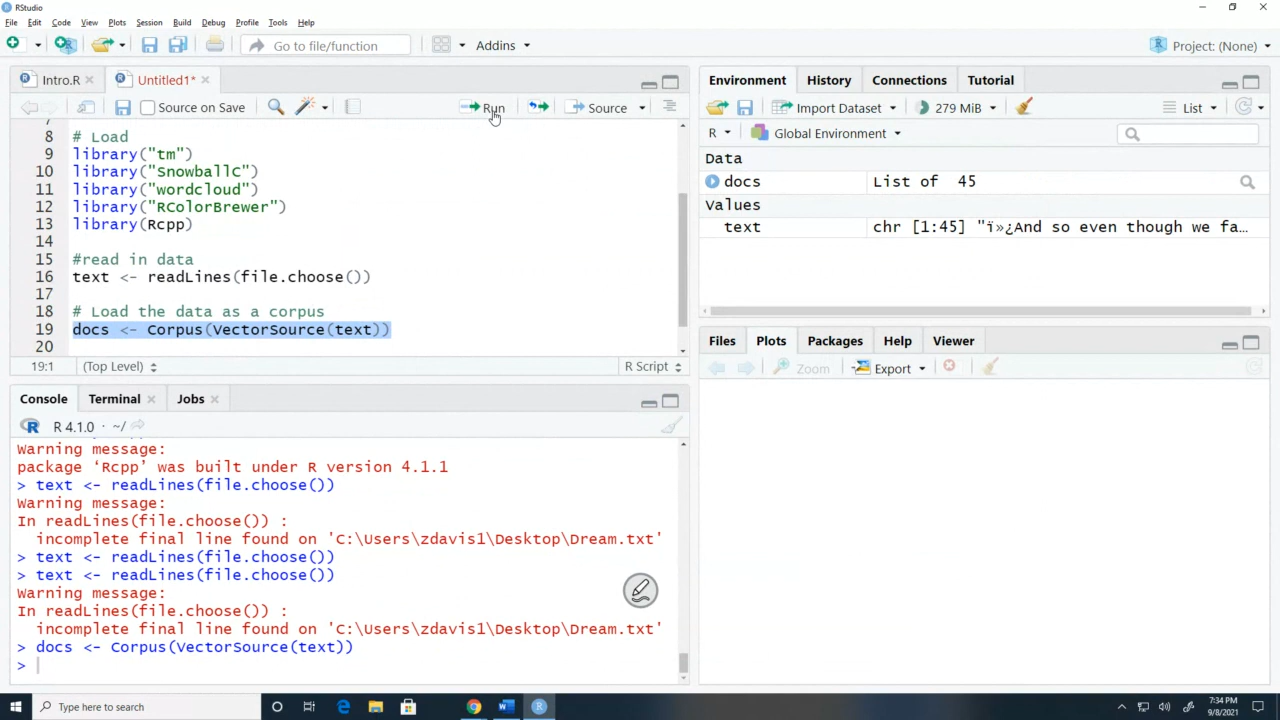 RStudio
File Edit Code View Plots Session Build Debug Profile Tools Help
Go to file/function Addins Project: (None)
Intro.R Untitled1*
Source on Save Run Source
7
8 # Load
9 library("tm")
10 library("SnowballC")
11 library("wordcloud")
12 library("RColorBrewer")
13 library(Rcpp)
14
15 #read in data
16 text <- readLines(file.choose())
17
18 # Load the data as a corpus
19 docs <- Corpus(VectorSource(text))
20
19:1 (Top Level) R Script
Console Terminal Jobs
R 4.1.0 · ~/
Warning message:
package ‘Rcpp’ was built under R version 4.1.1
> text <- readLines(file.choose())
Warning message:
In readLines(file.choose()) :
incomplete final line found on 'C:\Users\zdavis1\Desktop\Dream.txt'
> text <- readLines(file.choose())
> text <- readLines(file.choose())
Warning message:
In readLines(file.choose()) :
incomplete final line found on 'C:\Users\zdavis1\Desktop\Dream.txt'
> docs <- Corpus(VectorSource(text))
>
Environment History Connections Tutorial
Import Dataset 279 MiB List
R Global Environment
Data
docs List of 45
Values
text chr [1:45] "ï»¿And so even though we fa…
Files Plots Packages Help Viewer
Zoom Export
Type here to search
7:34 PM
9/8/2021